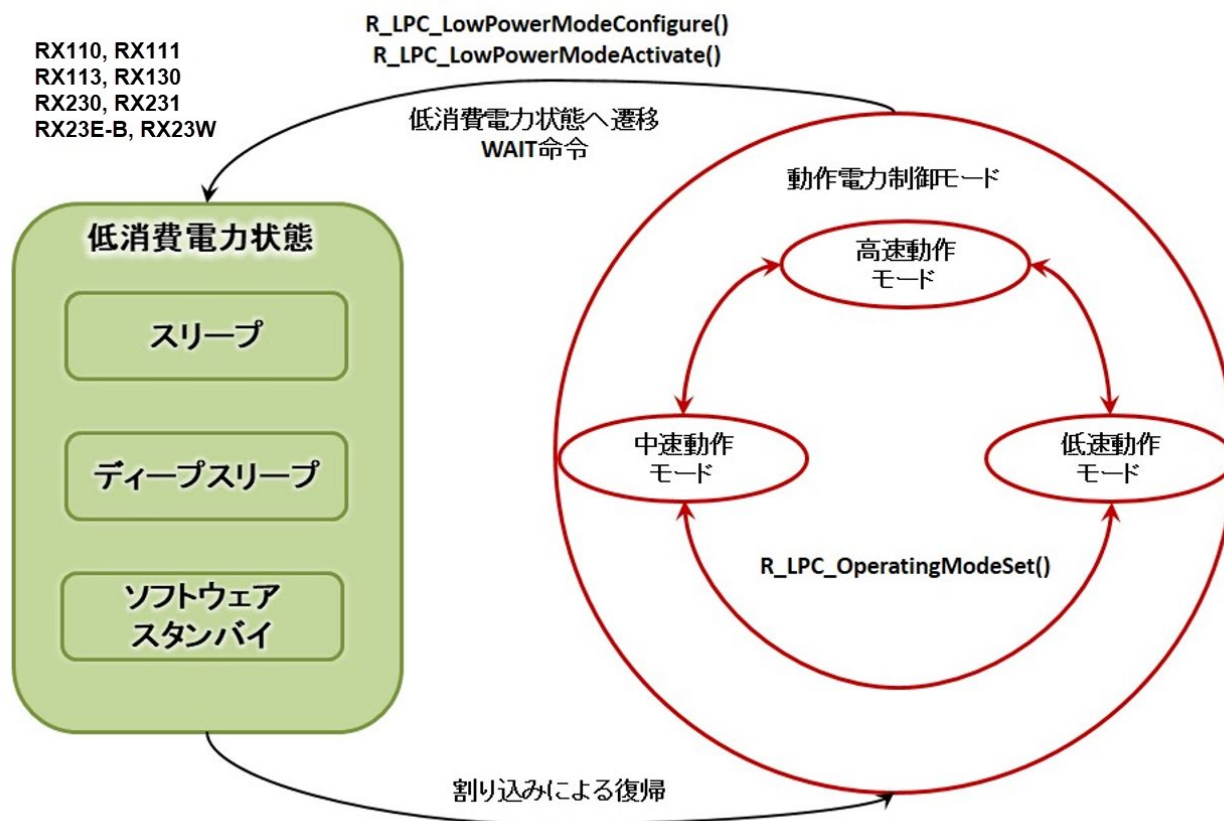 R_LPC_LowPowerModeConfigure()
R_LPC_LowPowerModeActivate()
RX110, RX111
RX113, RX130
RX230, RX231
RX23E-B, RX23W
低消費電力状態へ遷移
WAIT命令
動作電力制御モード
低消費電力状態
高速動作
モード
スリープ
中速動作
モード
低速動作
モード
ディープスリープ
R_LPC_OperatingModeSet()
ソフトウェア
スタンバイ
割り込みによる復帰